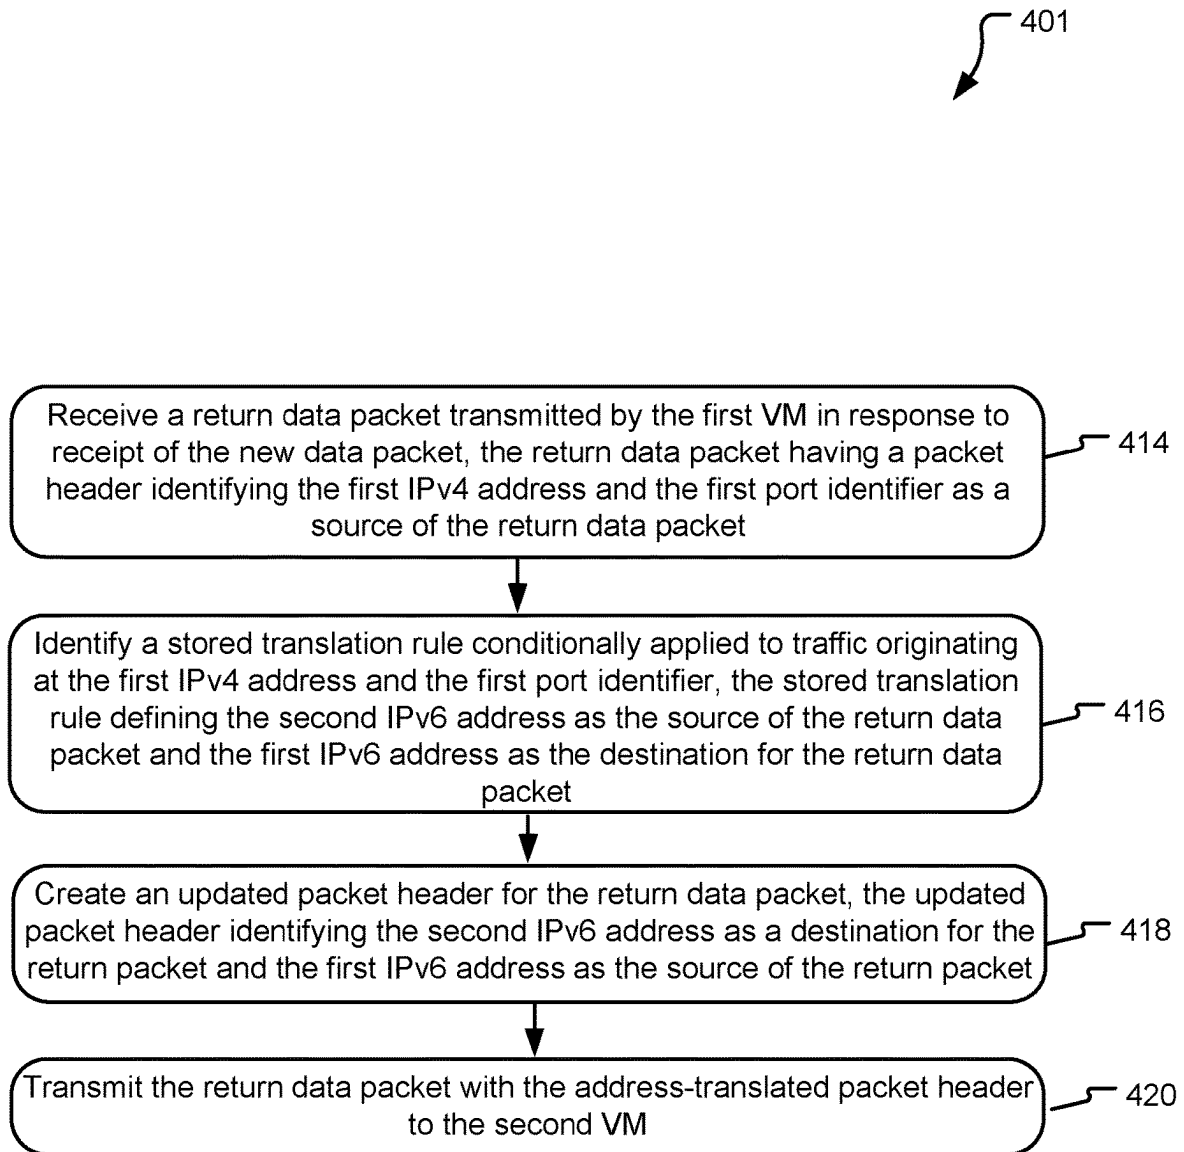 401
Receive a return data packet transmitted by the first VM in response to
receipt of the new data packet, the return data packet having a packet
header identifying the first IPv4 address and the first port identifier as a
source of the return data packet
414
Identify a stored translation rule conditionally applied to traffic originating
at the first IPv4 address and the first port identifier, the stored translation
rule defining the second IPv6 address as the source of the return data
packet and the first IPv6 address as the destination for the return data
packet
416
Create an updated packet header for the return data packet, the updated
packet header identifying the second IPv6 address as a destination for the
return packet and the first IPv6 address as the source of the return packet
418
Transmit the return data packet with the address-translated packet header
to the second VM
420